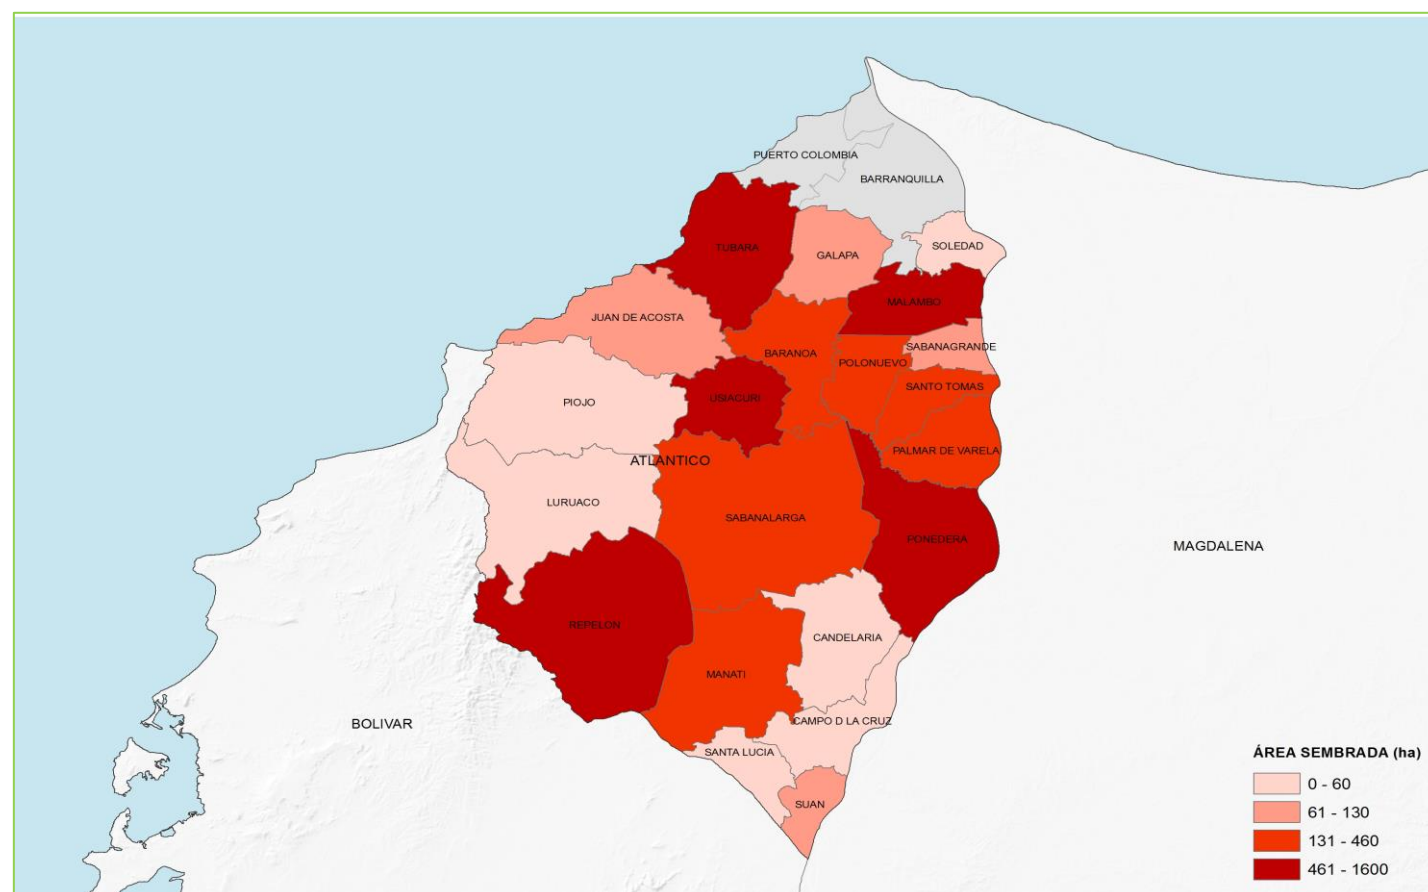 PUERTO COLOMBIA
BARRANQUILLA
SOLEDAD
TUBARA
GALAPA
MALAMBO
JUAN DE ACOSTA
SABANAGRANDE
BARANOA
POLONUEVO
SANTO TOMAS
USIACURI
PIOJO
PALMAR DE VARELA
ATLANTICO
LURUACO
SABANALARGA
PONEDERA
MAGDALENA
REPELON
CANDELARIA
MANATI
BOLIVAR
CAMPO D LA CRUZ
SANTA LUCIA
SUAN
ÁREA SEMBRADA (ha)
0 - 60
61 - 130
131 - 460
461 - 1600